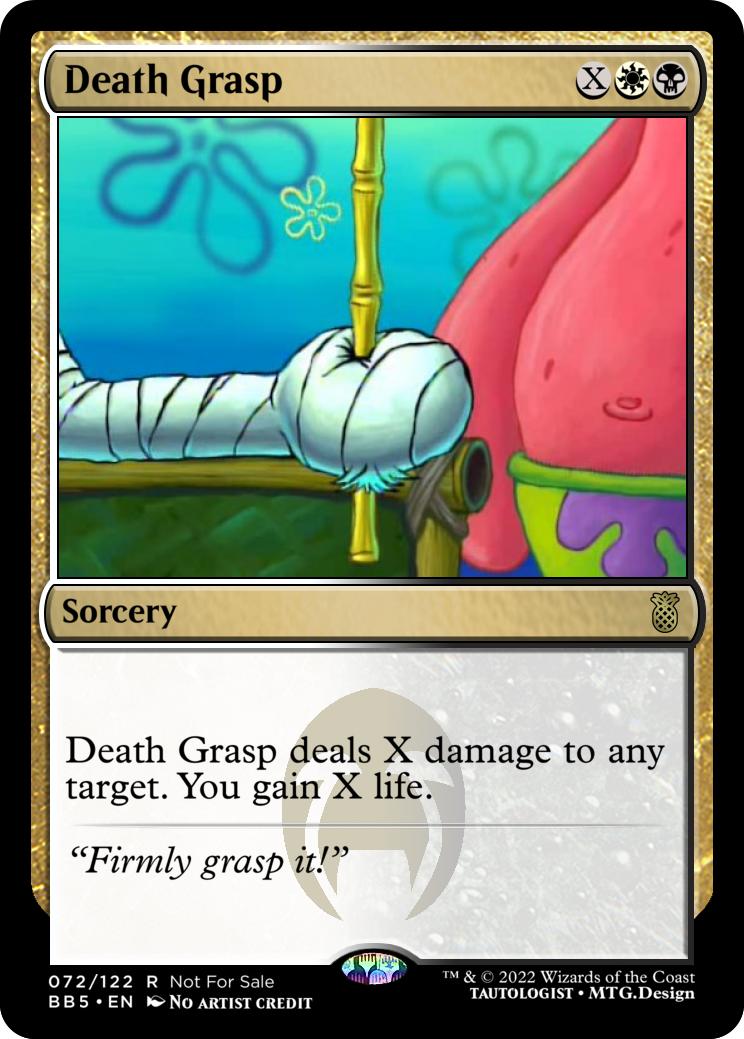 Death Grasp X
Sorcery
Death Grasp deals X damage to any
target. You gain X life.
“Firmly grasp it!”
072/122 R Not For Sale
BB5 • EN No artist credit
™ & © 2022 Wizards of the Coast
TAUTOLOGIST • MTG.Design